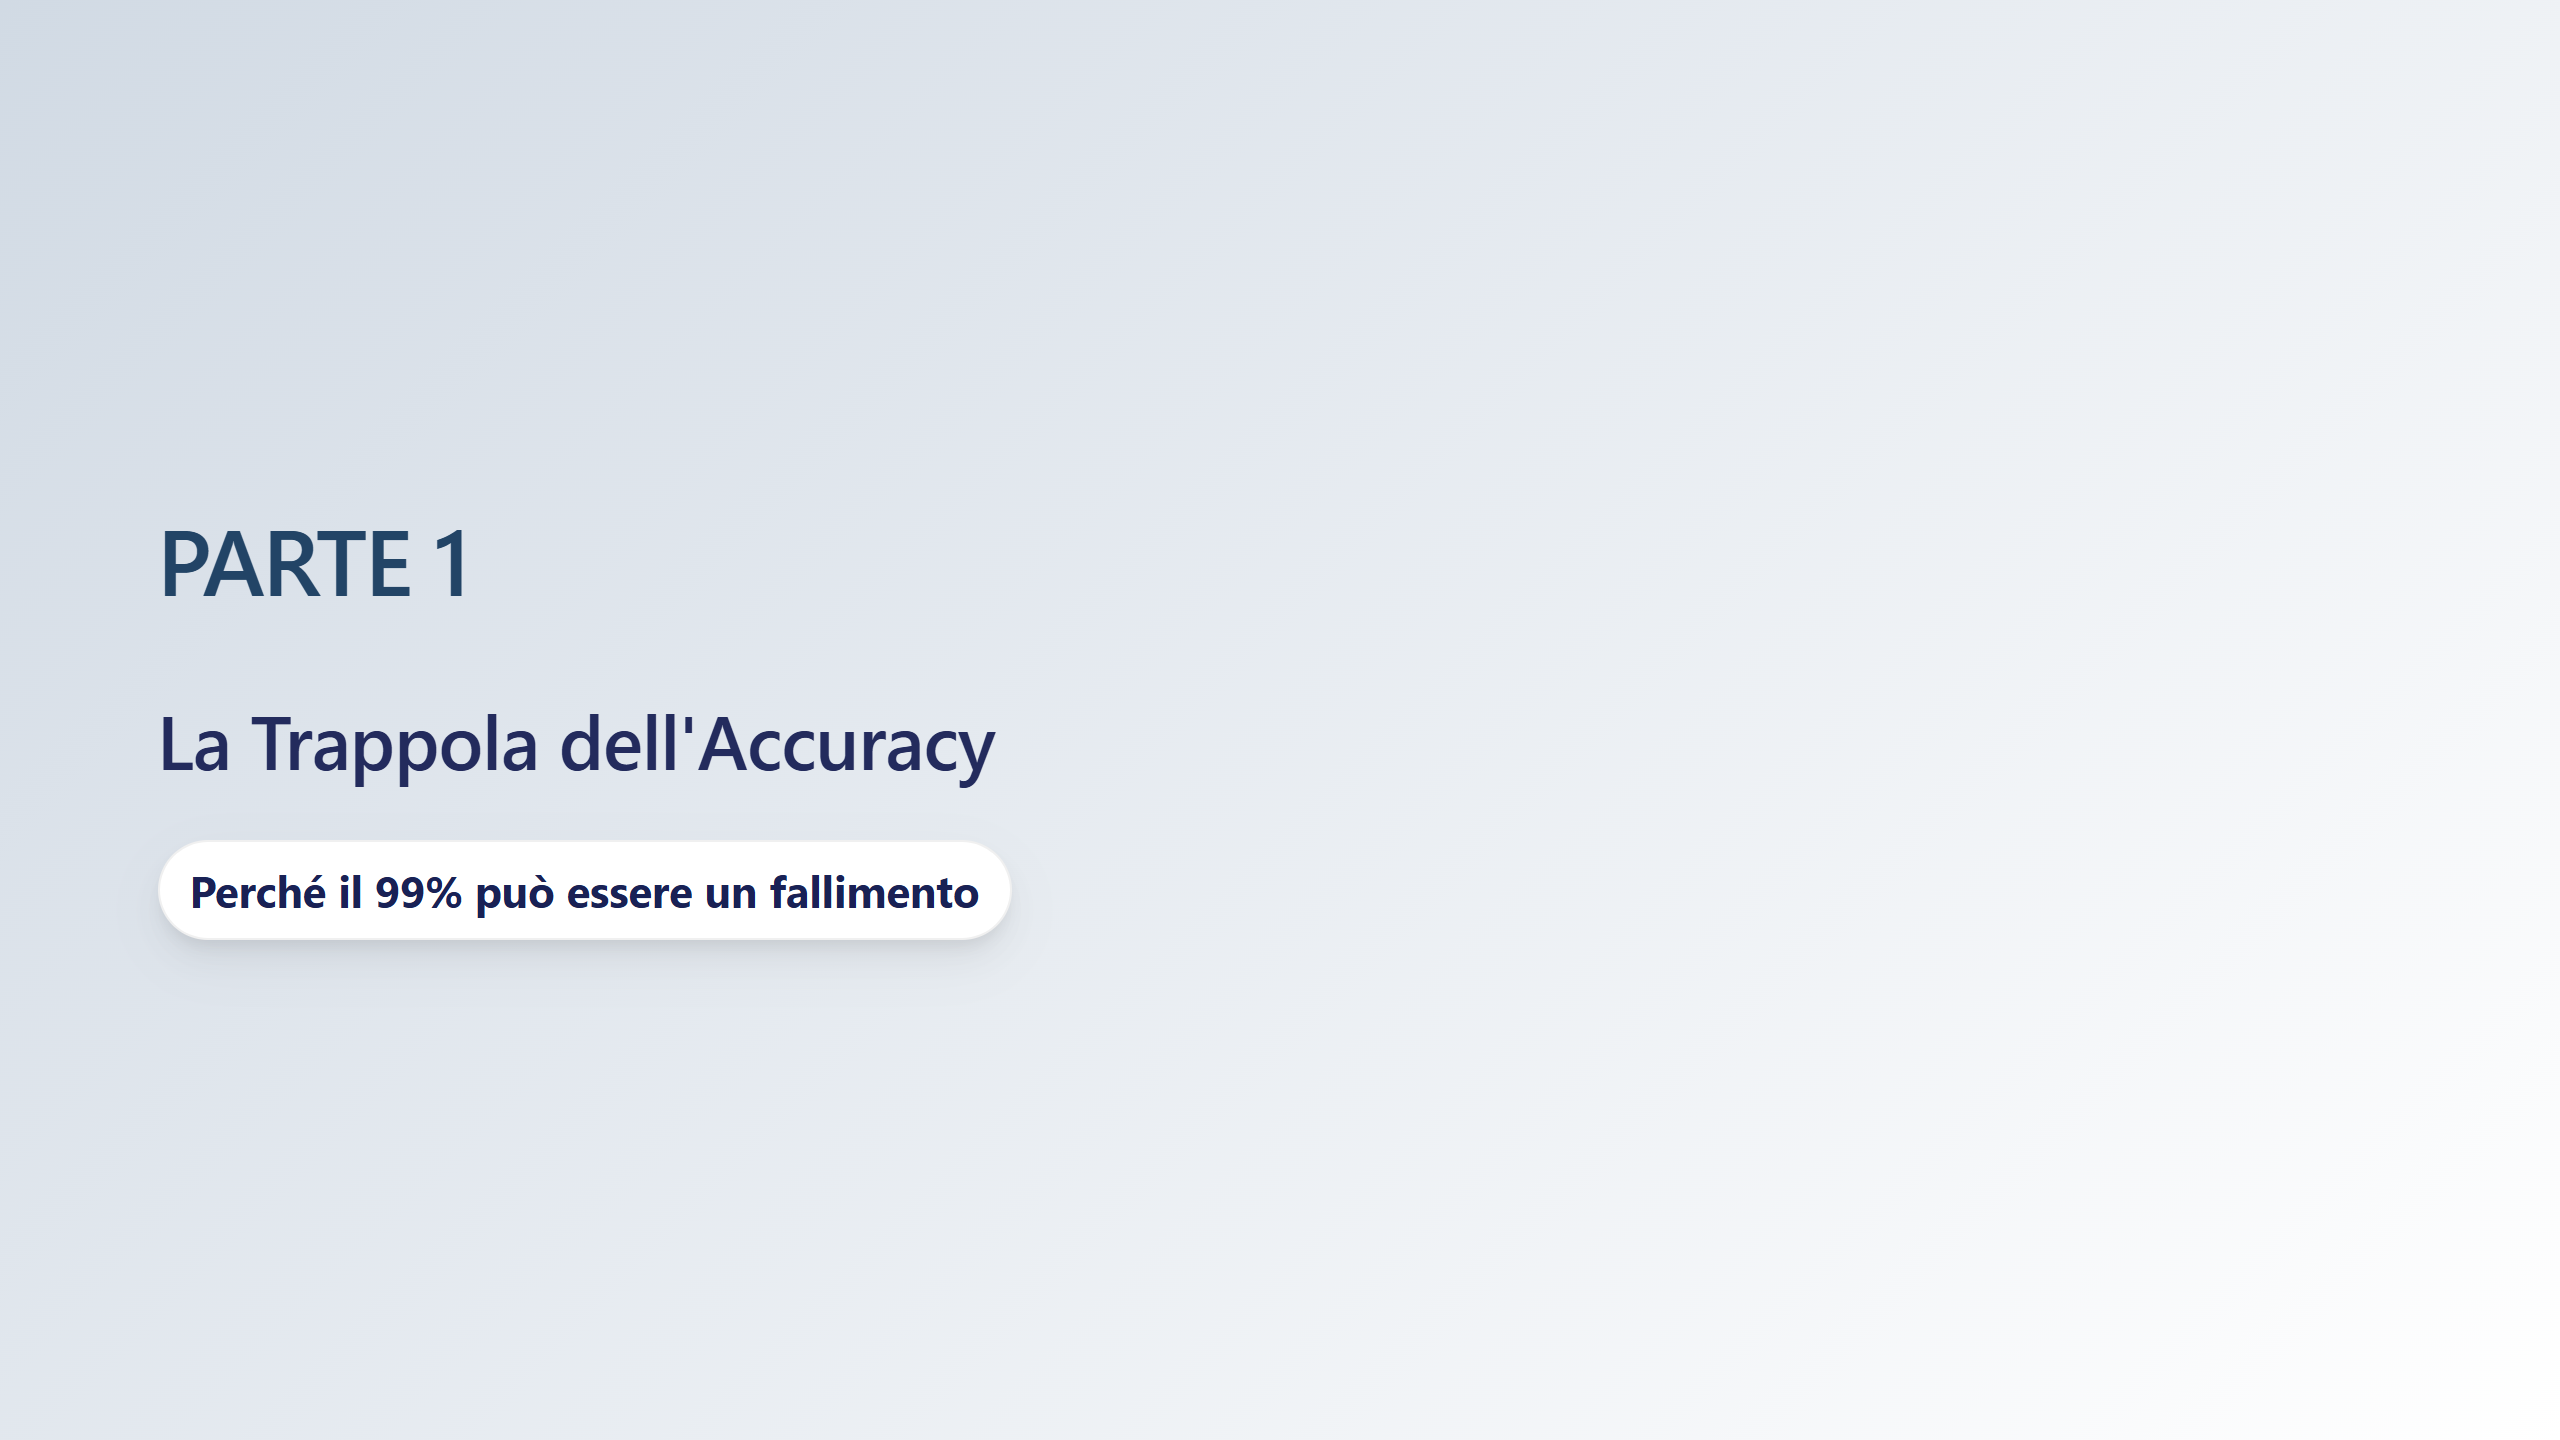 PARTE 1
La Trappola dell'Accuracy
Perché il 99% può essere un fallimento